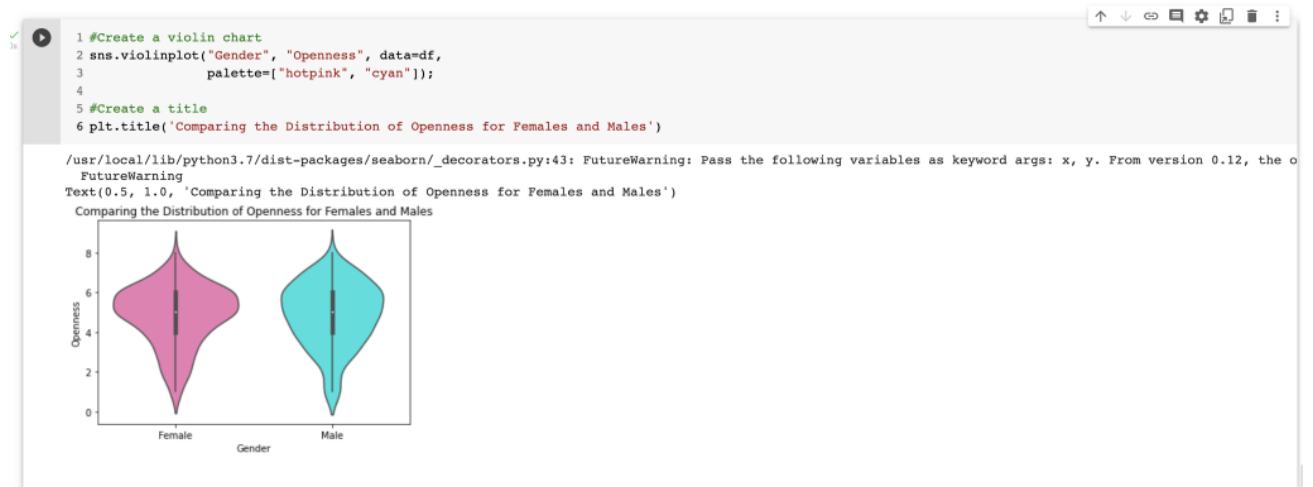 1 #Create a violin chart
2 sns.violinplot("Gender", "Openness", data=df,
3 palette=["hotpink", "cyan"]);
4
5 #Create a title
6 plt.title('Comparing the Distribution of Openness for Females and Males')
/usr/local/lib/python3.7/dist-packages/seaborn/_decorators.py:43: FutureWarning: Pass the following variables as keyword args: x, y. From version 0.12, the o
FutureWarning
Text(0.5, 1.0, 'Comparing the Distribution of Openness for Females and Males')
Comparing the Distribution of Openness for Females and Males
8
6
4
2
0
Openness
Female Male
Gender